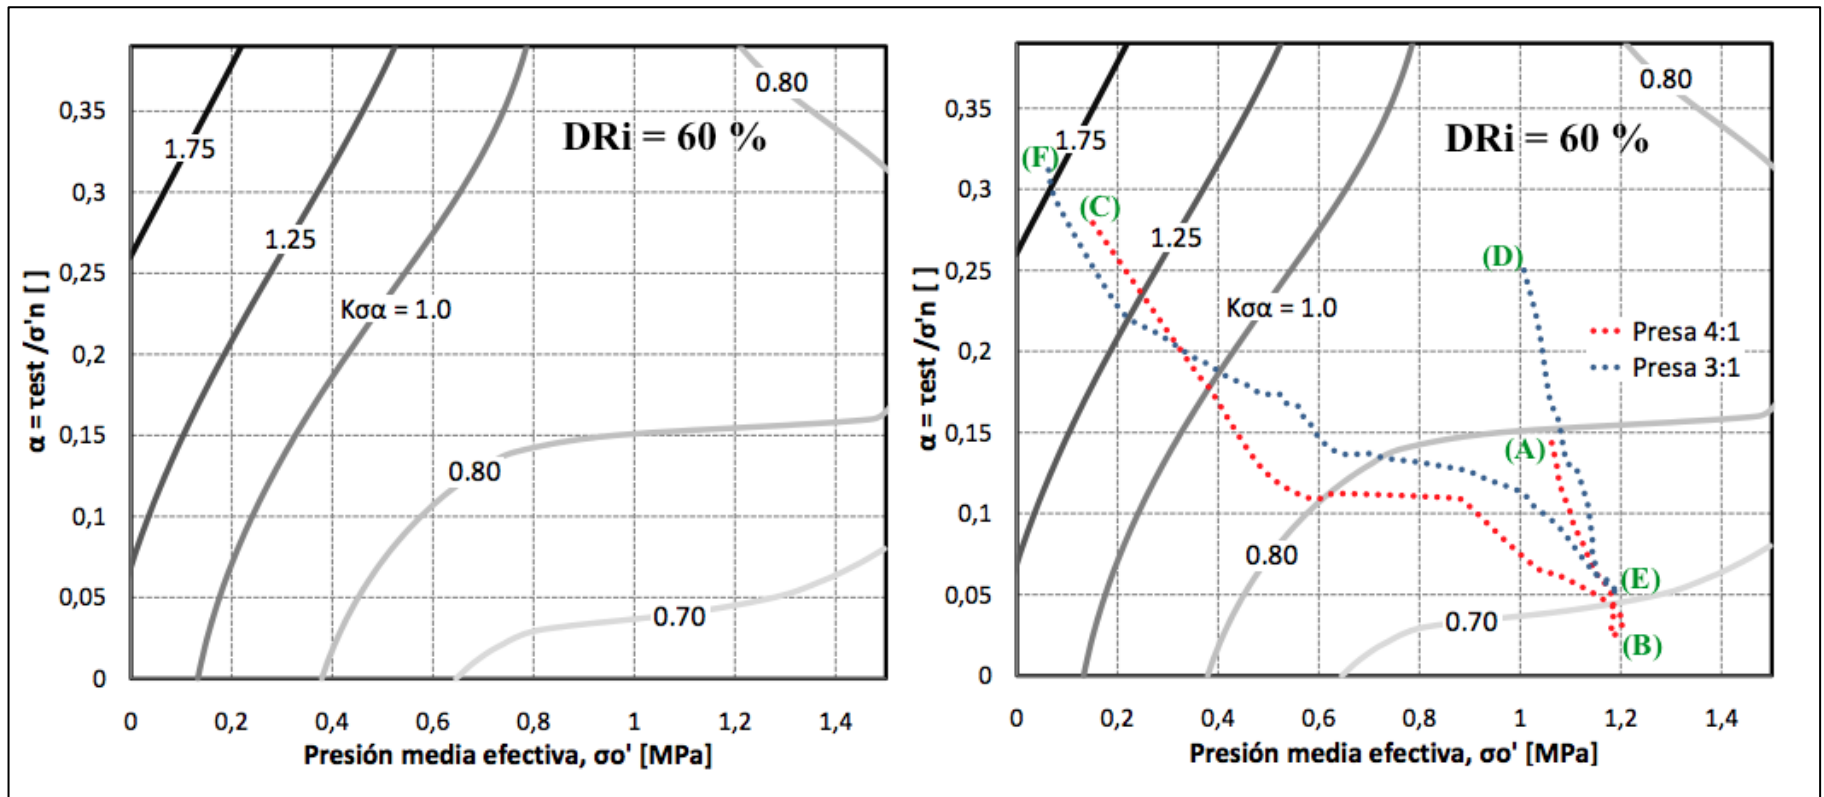 0.80
DRi = 60 %
0,35
1.75
0,3
1.25
0,25
Kσα = 1.0
0,2
0,15
0.80
0,1
0,05
0.70
0
0 0,2 0,4 0,6 0,8 1 1,2 1,4
α = τest /σ'n [ ]
Presión media efectiva, σo' [MPa]
0.80
DRi = 60 %
0,35
1.75
(F)
0,3
(C)
1.25
(D)
0,25
Kσα = 1.0
Presa 4:1
Presa 3:1
0,2
0,15
(A)
0,1
0.80
(E)
0,05
0.70
(B)
0
0 0,2 0,4 0,6 0,8 1 1,2 1,4
α = τest /σ'n [ ]
Presión media efectiva, σo' [MPa]